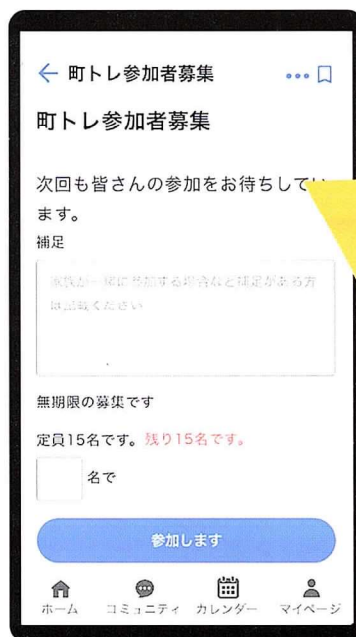 町トレ参加者募集
町トレ参加者募集
次回も皆さんの参加をお待ちしてい
ます。
補足
家族が一緒に参加する場合など補足がある方
は記載ください
無期限の募集です
定員15名です。残り15名です。
名で
参加します
ホーム
コミュニティ
カレンダー
マイページ